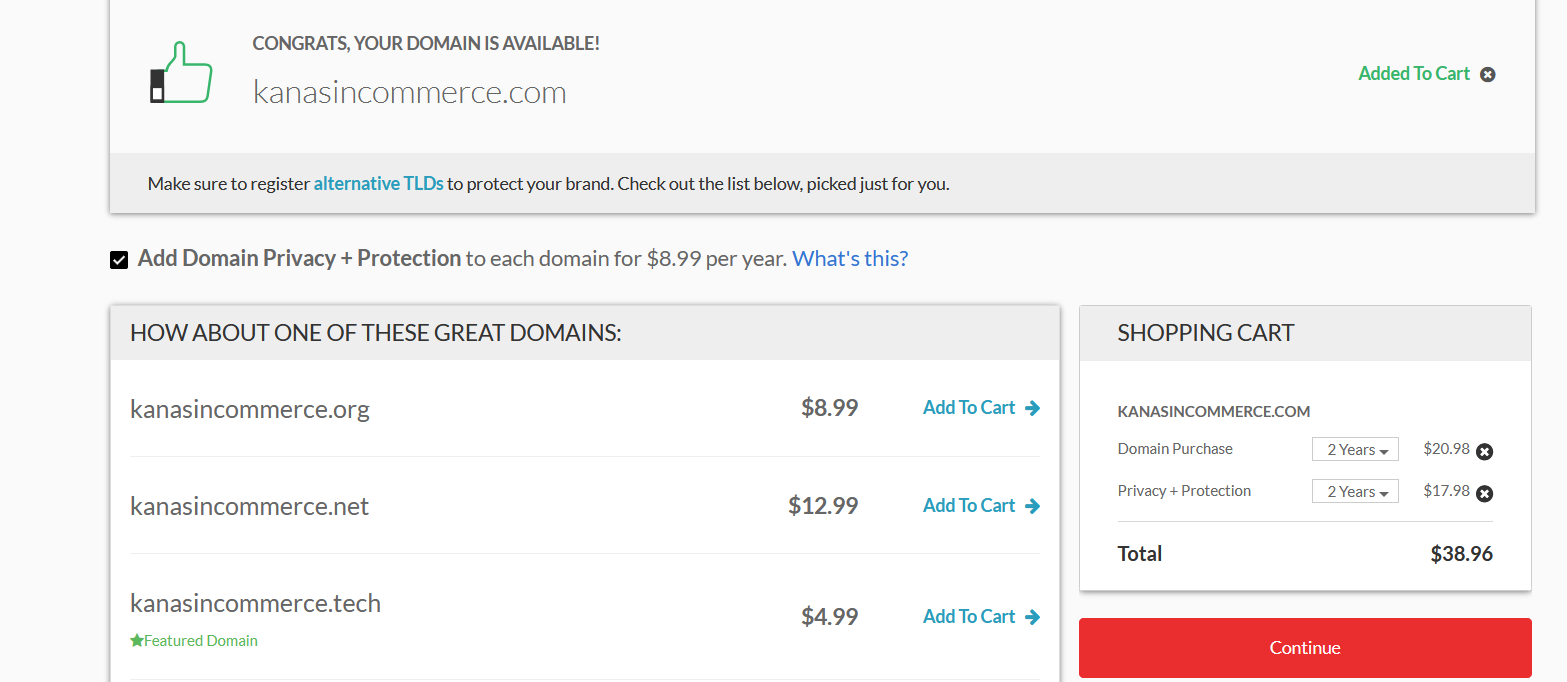 CONGRATS, YOUR DOMAIN IS AVAILABLE!
kanasincommerce.com
Added To Cart
Make sure to register alternative TLDs to protect your brand. Check out the list below, picked just for you.
Add Domain Privacy + Protection to each domain for $8.99 per year. What's this?
HOW ABOUT ONE OF THESE GREAT DOMAINS:
kanasincommerce.org $8.99 Add To Cart
kanasincommerce.net $12.99 Add To Cart
kanasincommerce.tech $4.99 Add To Cart
Featured Domain
SHOPPING CART
KANASINCOMMERCE.COM
Domain Purchase 2 Years $20.98
Privacy + Protection 2 Years $17.98
Total $38.96
Continue